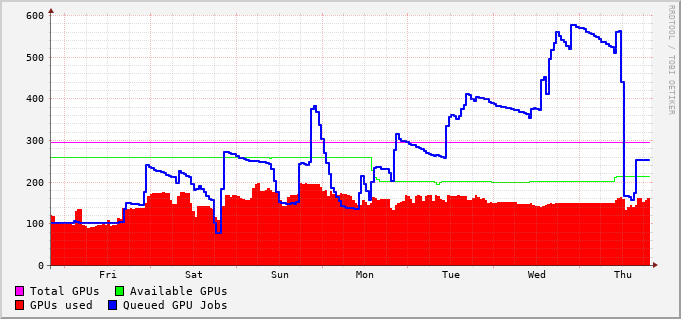 600
500
400
300
200
100
0
Fri Sat Sun Mon Tue Wed Thu
Total GPUs Available GPUs
GPUs used Queued GPU Jobs
RRDTOOL / TOBI OETIKER